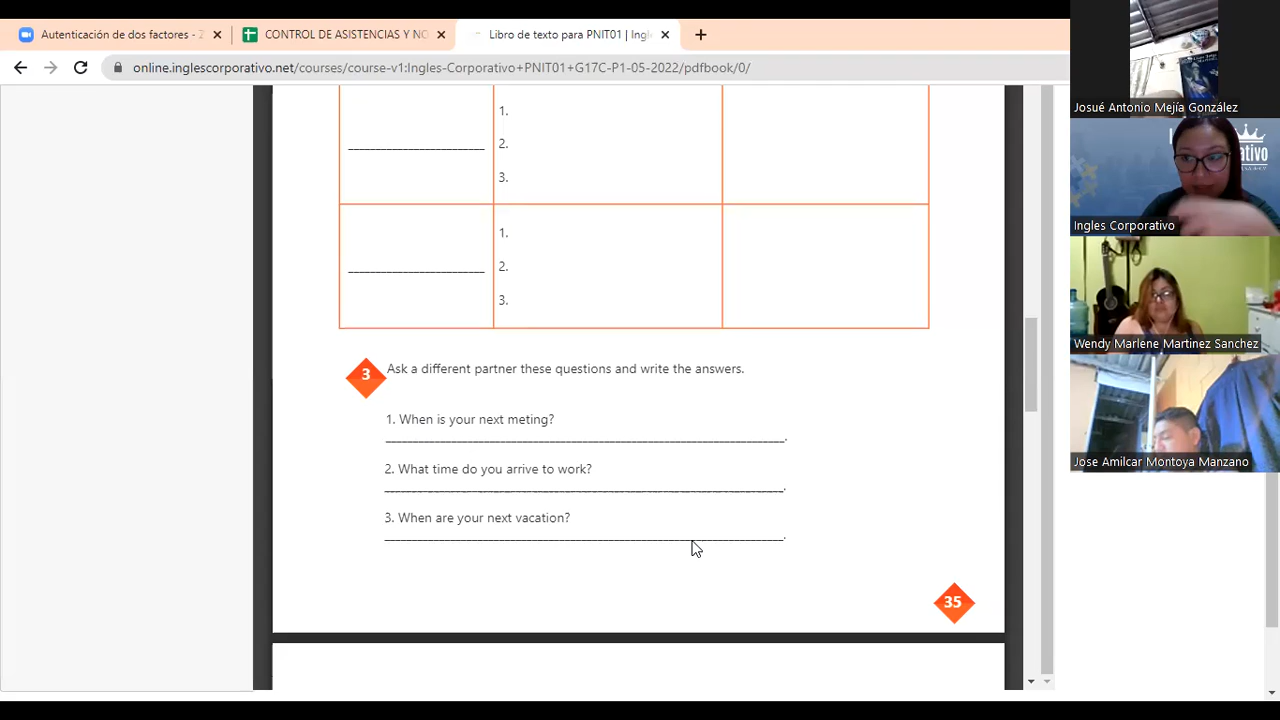 Autenticación de dos factores - Z
CONTROL DE ASISTENCIAS Y NO
Libro de texto para PNIT01 | Ingl
online.inglescorporativo.net/courses/course-v1:Ingles-Corporativo+PNIT01+G17C-P1-05-2022/pdfbook/0/
1.
2.
3.
1.
2.
3.
3
Ask a different partner these questions and write the answers.
1. When is your next meting?
2. What time do you arrive to work?
3. When are your next vacation?
35
Josué Antonio Mejía González
Ingles Corporativo
Wendy Marlene Martinez Sanchez
Jose Amilcar Montoya Manzano